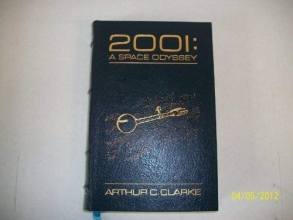 2001:
A SPACE ODYSSEY
ARTHUR C. CLARKE
04/05/2012